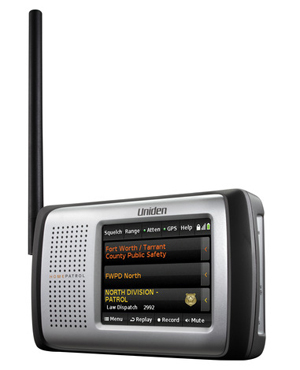 Uniden
Squelch Range • Atten • GPS Help
Fort Worth / Tarrant
County Public Safety
HOMEPATROL
FWPD North
NORTH DIVISION -
PATROL
Law Dispatch 2992
Menu Replay Record Mute